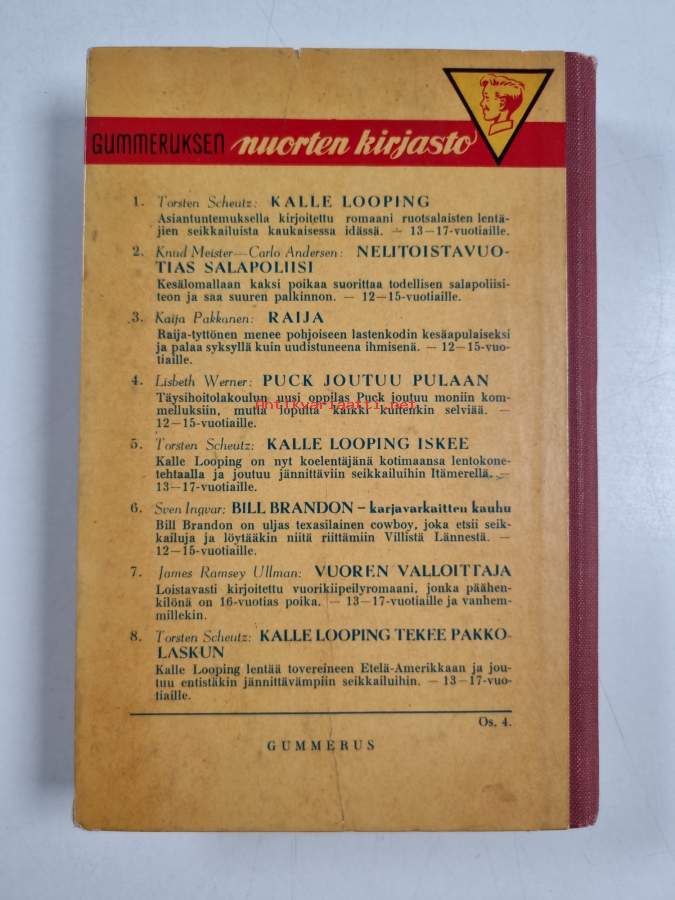 GUMMERUKSEN nuorten kirjasto
1. Torsten Scheutz: KALLE LOOPING
Asiantuntemuksella kirjoitettu romaani ruotsalaisten lentä-
jien seikkailuista kaukaisessa idässä. — 13—17-vuotiaille.
2. Knud Meister—Carlo Andersen: NELITOISTAVUO-
TIAS SALAPOLIISI
Kesälomallaan kaksi poikaa suorittaa todellisen salapoliisi-
teon ja saa suuren palkinnon. — 12—15-vuotiaille.
3. Kaija Pakkanen: RAIJA
Raija-tyttönen menee pohjoiseen lastenkodin kesäapulaiseksi
ja palaa syksyllä kuin uudistuneena ihmisenä. — 12—15-vuo-
tiaille.
4. Lisbeth Werner: PUCK JOUTUU PULAAN
Täysihoitolakoulun uusi oppilas Puck joutuu moniin kom-
antikvariaatti.net
melluksiin, mutta lopulta kaikki kuitenkin selviää. —
12—15-vuotiaille.
5. Torsten Scheutz: KALLE LOOPING ISKEE
Kalle Looping on nyt koelentäjänä kotimaansa lentokone-
tehtaalla ja joutuu jännittäviin seikkailuihin Itämerellä. —
13—17-vuotiaille.
6. Sven Ingvar: BILL BRANDON — karjavarkaitten kauhu
Bill Brandon on uljas texasilainen cowboy, joka etsii seik-
kailuja ja löytääkin niitä riittämiin Villistä Lännestä. —
12—15-vuotiaille.
7. James Ramsey Ullman: VUOREN VALLOITTAJA
Loistavasti kirjoitettu vuorikiipeilyromaani, jonka päähen-
kilönä on 16-vuotias poika. — 13—17-vuotiaille ja vanhem-
millekin.
8. Torsten Scheutz: KALLE LOOPING TEKEE PAKKO-
LASKUN
Kalle Looping lentää tovereineen Etelä-Amerikkaan ja jou-
tuu entistäkin jännittävämpiin seikkailuihin. — 13—17-vuo-
tiaille.
Os. 4.
GUMMERUS